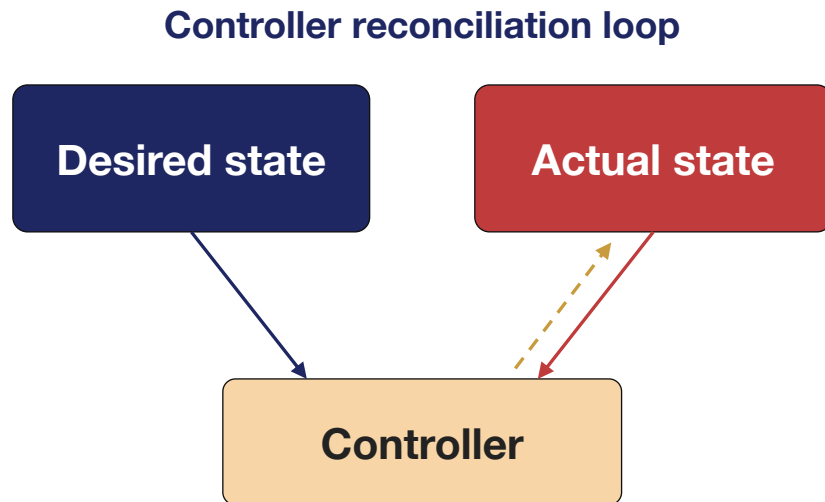 Controller reconciliation loop
Desired state
Actual state
Controller